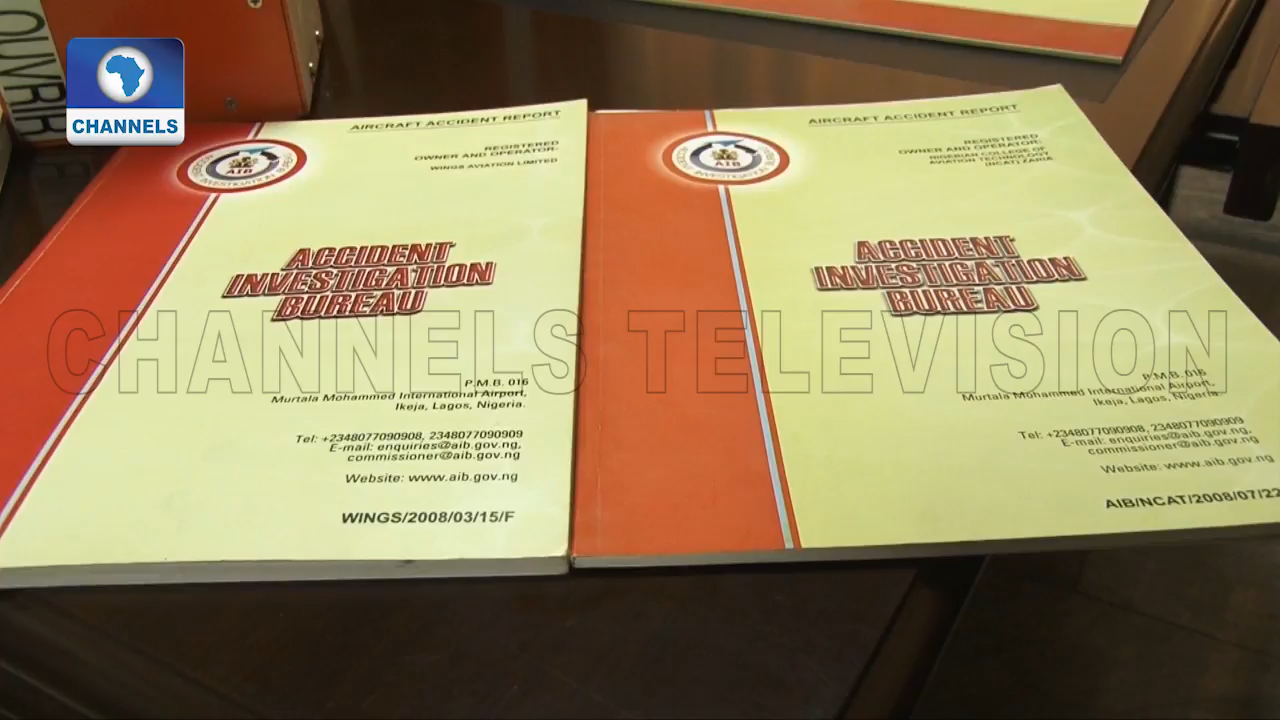 OUVRIR
CHANNELS
AIRCRAFT ACCIDENT REPORT
REGISTERED
OWNER AND OPERATOR:
WINGS AVIATION LIMITED
AIB
ACCIDENT
INVESTIGATION
BUREAU
P.M.B. 016
Murtala Mohammed International Airport,
Ikeja, Lagos, Nigeria.
Tel: +2348077090908, 2348077090909
E-mail: enquiries@aib.gov.ng,
commissioner@aib.gov.ng
Website: www.aib.gov.ng
WINGS/2008/03/15/F
AIRCRAFT ACCIDENT REPORT
REGISTERED
OWNER AND OPERATOR:
NIGERIAN COLLEGE OF
AVIATION TECHNOLOGY
(NCAT) ZARIA
AIB
ACCIDENT
INVESTIGATION
BUREAU
P.M.B. 016
Murtala Mohammed International Airport,
Ikeja, Lagos, Nigeria.
Tel: +2348077090908, 2348077090909
E-mail: enquiries@aib.gov.ng,
commissioner@aib.gov.ng
Website: www.aib.gov.ng
AIB/NCAT/2008/07/22
CHANNELS TELEVISION